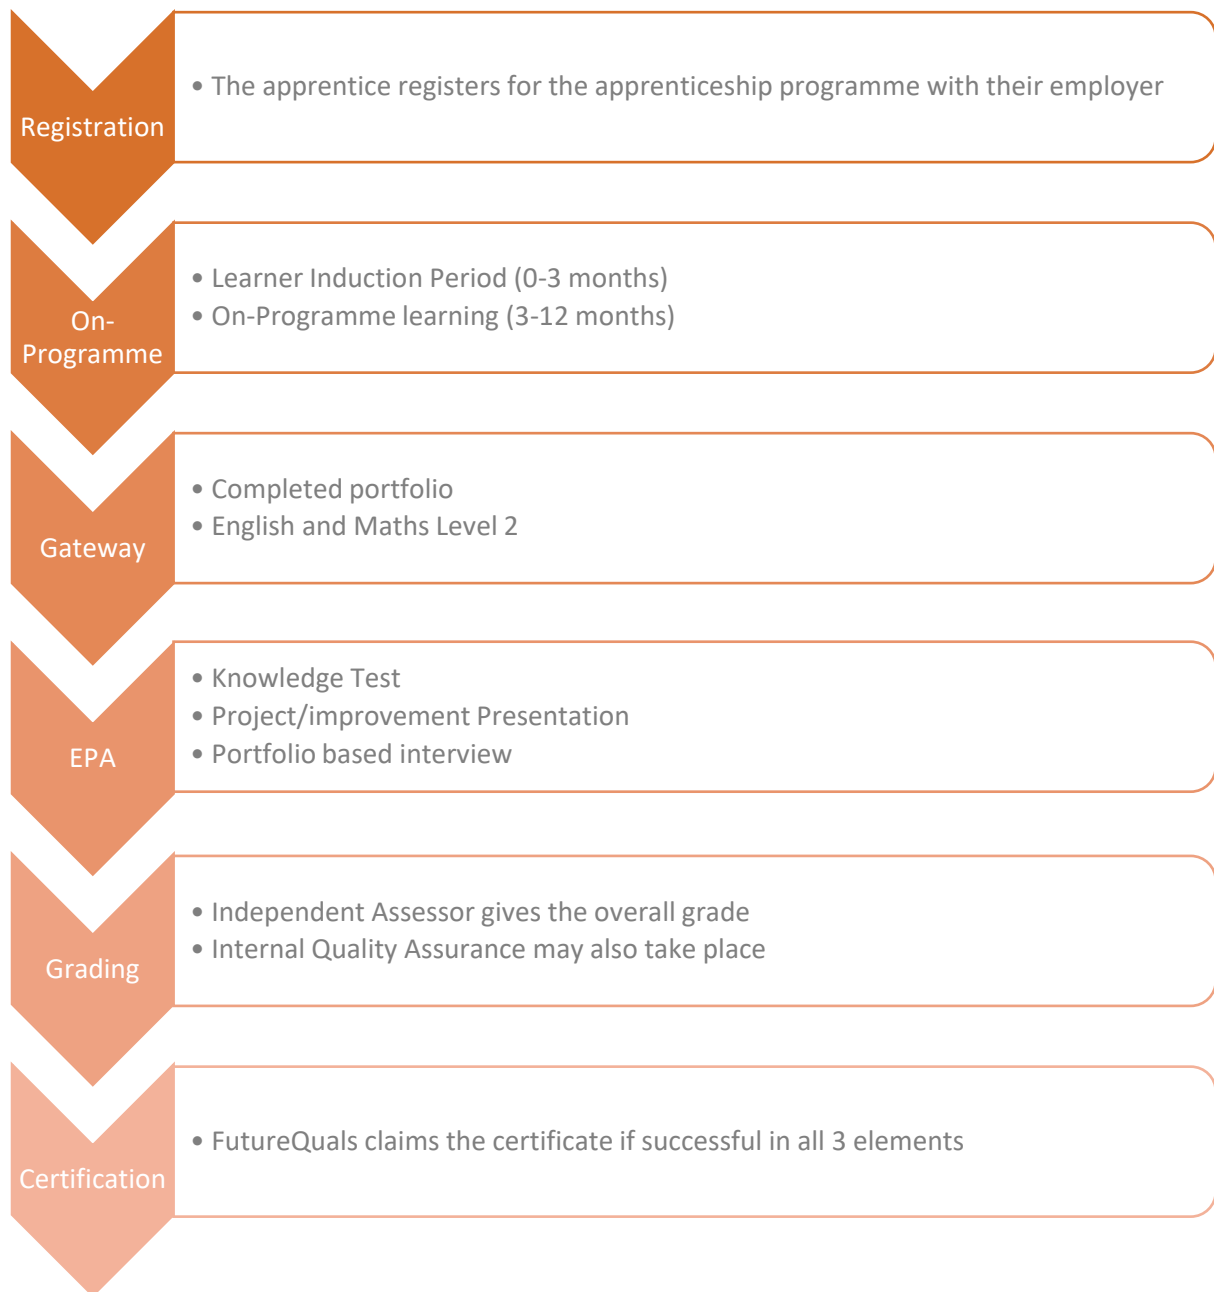 Registration
• The apprentice registers for the apprenticeship programme with their employer
On-
Programme
• Learner Induction Period (0-3 months)
• On-Programme learning (3-12 months)
Gateway
• Completed portfolio
• English and Maths Level 2
EPA
• Knowledge Test
• Project/improvement Presentation
• Portfolio based interview
Grading
• Independent Assessor gives the overall grade
• Internal Quality Assurance may also take place
Certification
• FutureQuals claims the certificate if successful in all 3 elements